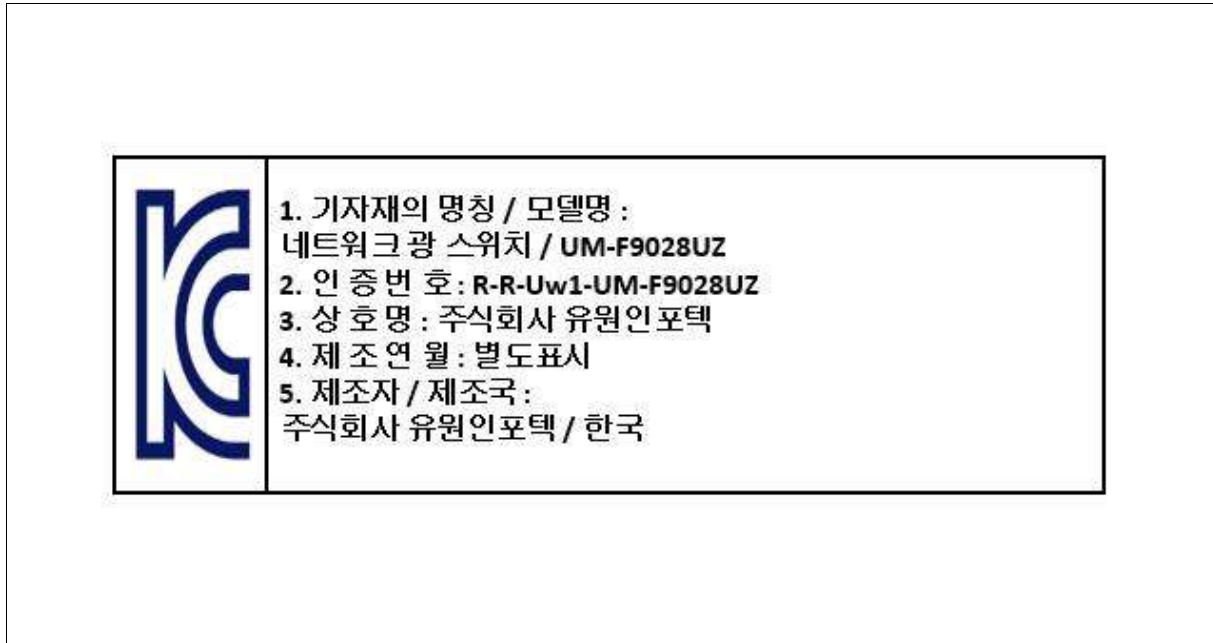 1. 기자재의 명칭 / 모델명 :
네트워크 광 스위치 / UM-F9028UZ
2. 인 증 번 호 : R-R-Uw1-UM-F9028UZ
3. 상 호 명 : 주식회사 유원인포텍
4. 제 조 연 월 : 별도표시
5. 제조자 / 제조국 :
주식회사 유원인포텍 / 한국